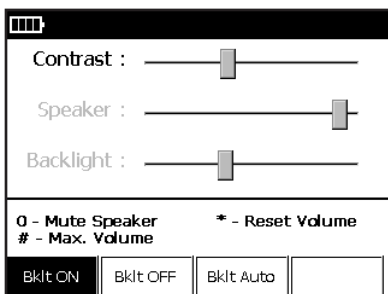 Contrast :
Speaker :
Backlight :
0 - Mute Speaker * - Reset Volume
# - Max. Volume
Bklt ON Bklt OFF Bklt Auto